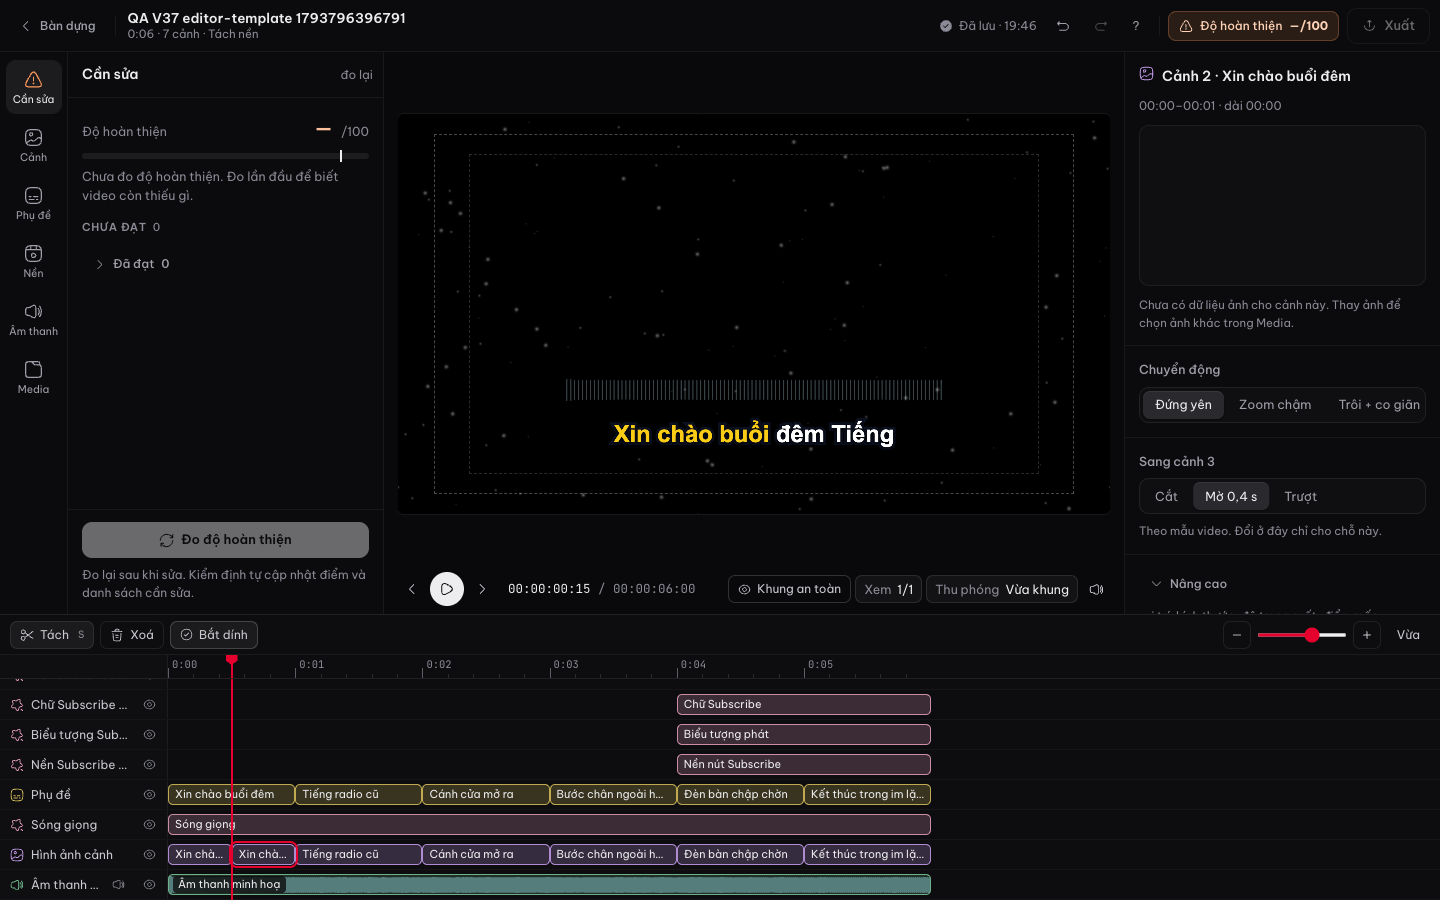 Bàn dựng
QA V37 editor-template 1793796396791
0:06 · 7 cảnh · Tách nền
Đã lưu · 19:46
?
Độ hoàn thiện –/100
Xuất
Cần sửa
Cảnh
Phụ đề
Nền
Âm thanh
Media
Cần sửa
đo lại
Độ hoàn thiện – /100
Chưa đo độ hoàn thiện. Đo lần đầu để biết
video còn thiếu gì.
CHƯA ĐẠT 0
Đã đạt 0
Đo độ hoàn thiện
Đo lại sau khi sửa. Kiểm định tự cập nhật điểm và
danh sách cần sửa.
Xin chào buổi đêm Tiếng
00:00:00:15 / 00:00:06:00
Khung an toàn
Xem 1/1
Thu phóng Vừa khung
Cảnh 2 · Xin chào buổi đêm
00:00–00:01 · dài 00:00
Chưa có dữ liệu ảnh cho cảnh này. Thay ảnh để
chọn ảnh khác trong Media.
Chuyển động
Đứng yên
Zoom chậm
Trôi + co giãn
Sang cảnh 3
Cắt
Mờ 0,4 s
Trượt
Theo mẫu video. Đổi ở đây chỉ cho chỗ này.
Nâng cao
Tách S
Xoá
Bắt dính
Vừa
0:00 0:01 0:02 0:03 0:04 0:05
Chữ Subscribe ...
Chữ Subscribe
Biểu tượng Sub...
Biểu tượng phát
Nền Subscribe ...
Nền nút Subscribe
Phụ đề
Xin chào buổi đêm
Tiếng radio cũ
Cánh cửa mở ra
Bước chân ngoài h...
Đèn bàn chập chờn
Kết thúc trong im lặ...
Sóng giọng
Sóng giọng
Hình ảnh cảnh
Xin chà...
Xin chà...
Tiếng radio cũ
Cánh cửa mở ra
Bước chân ngoài h...
Đèn bàn chập chờn
Kết thúc trong im lặ...
Âm thanh ...
Âm thanh minh hoạ